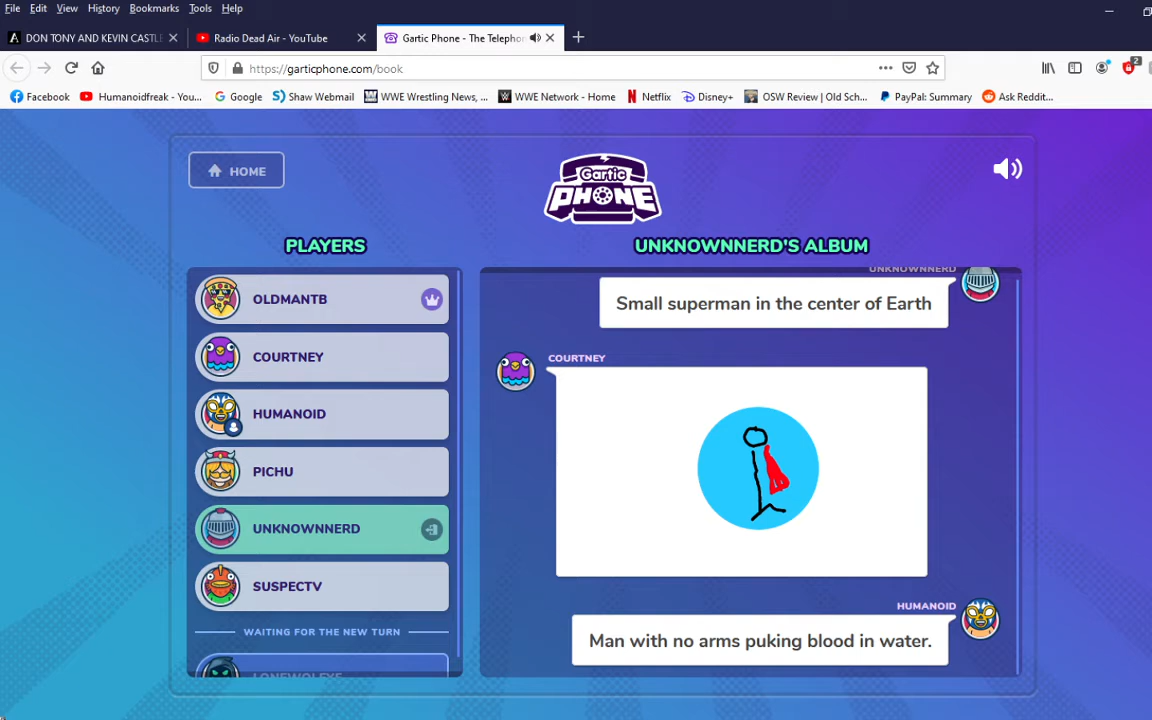 File Edit View History Bookmarks Tools Help
DON TONY AND KEVIN CASTLE
Radio Dead Air - YouTube
Gartic Phone - The Telephon
https://garticphone.com/book
2
Facebook
Humanoidfreak - You...
Google
Shaw Webmail
WWE Wrestling News, ...
WWE Network - Home
Netflix
Disney+
OSW Review | Old Sch...
PayPal: Summary
Ask Reddit...
HOME
Gartic
PHONE
PLAYERS
OLDMANTB
COURTNEY
HUMANOID
PICHU
UNKNOWNNERD
SUSPECTV
WAITING FOR THE NEW TURN
LONEWOLFYE
UNKNOWNNERD'S ALBUM
UNKNOWNNERD
Small superman in the center of Earth
COURTNEY
HUMANOID
Man with no arms puking blood in water.